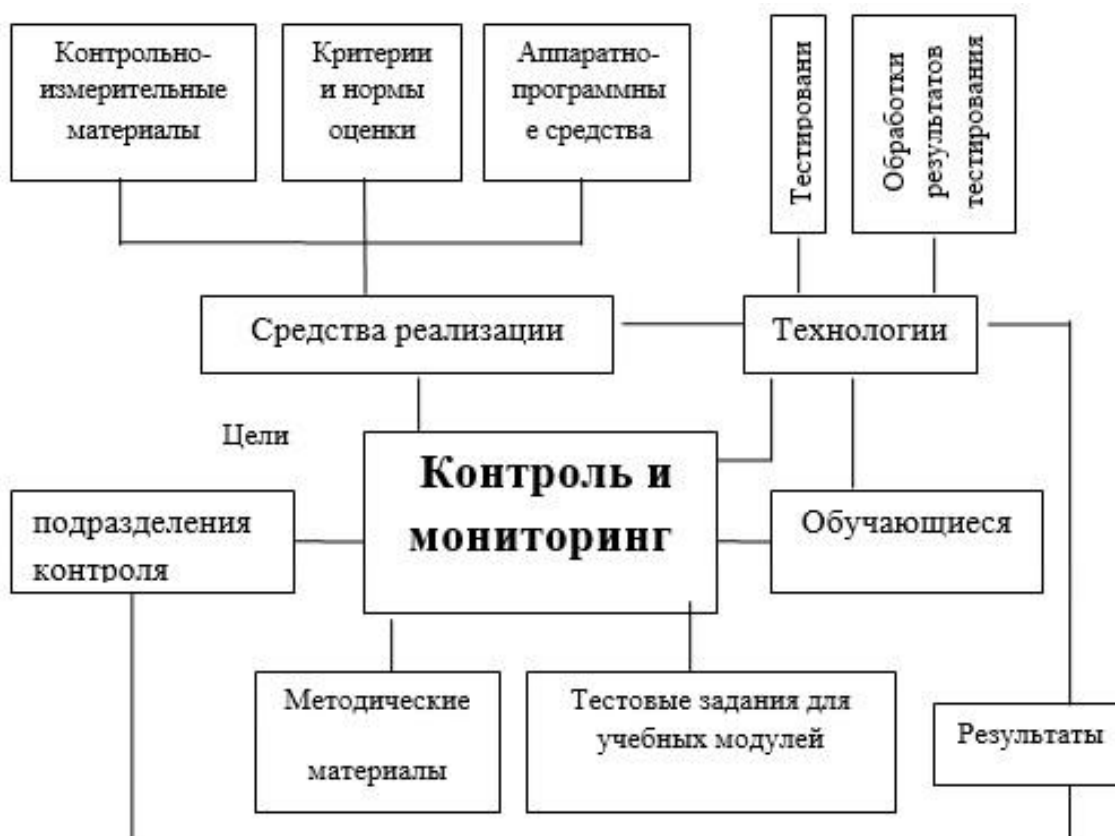 Контрольно-
измерительные
материалы
Критерии
и нормы
оценки
Аппаратно-
программны
е средства
Тестировани
Обработки
результатов
тестирования
Средства реализации
Технологии
Цели
Контроль и
мониторинг
подразделения
контроля
Обучающиеся
Методические
материалы
Тестовые задания для
учебных модулей
Результаты